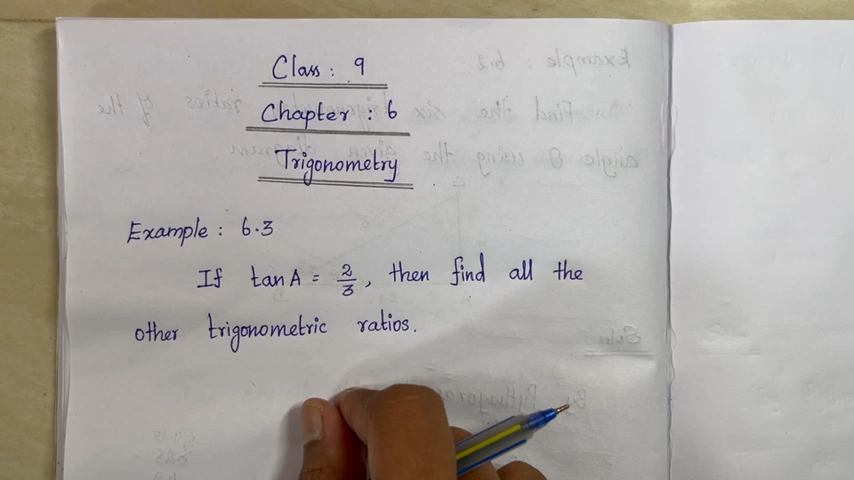 Class : 9
Chapter : 6
Trigonometry
Example : 6.3
If tan A = 2/3, then find all the
other trigonometric ratios.